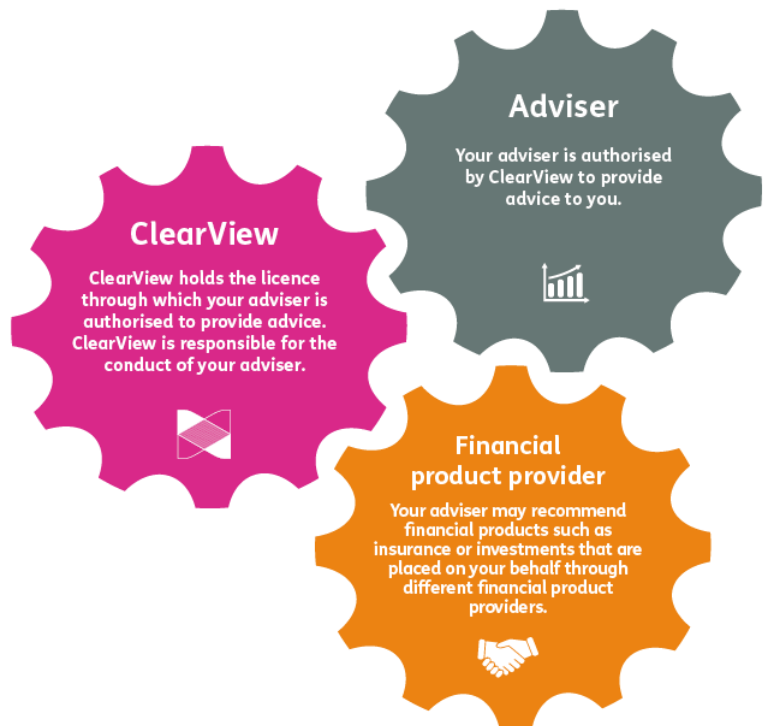 Adviser
Your adviser is authorised
by ClearView to provide
advice to you.
ClearView
ClearView holds the licence
through which your adviser is
authorised to provide advice.
ClearView is responsible for the
conduct of your adviser.
Financial
product provider
Your adviser may recommend
financial products such as
insurance or investments that are
placed on your behalf through
different financial product
providers.